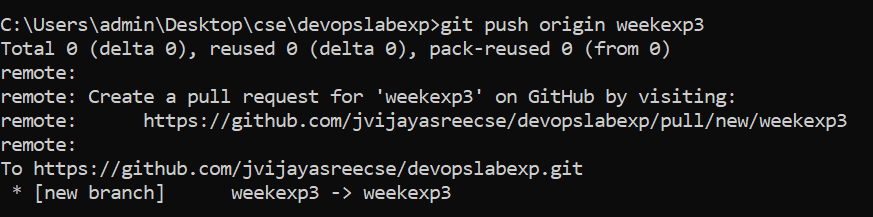 C:\Users\admin\Desktop\cse\devopslabexp>git push origin weekexp3
Total 0 (delta 0), reused 0 (delta 0), pack-reused 0 (from 0)
remote:
remote: Create a pull request for 'weekexp3' on GitHub by visiting:
remote:      https://github.com/jvijayasreecse/devopslabexp/pull/new/weekexp3
remote:
To https://github.com/jvijayasreecse/devopslabexp.git
 * [new branch]      weekexp3 -> weekexp3